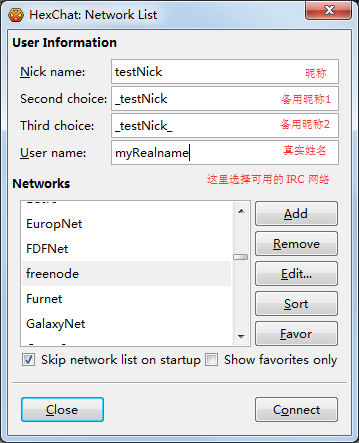 HexChat: Network List
User Information
Nick name: testNick 昵称
Second choice: _testNick 备用昵称1
Third choice: _testNick_ 备用昵称2
User name: myRealname 真实姓名
Networks 这里选择可用的 IRC 网络
EuropNet
FDFNet
freenode
Furnet
GalaxyNet
Add
Remove
Edit...
Sort
Favor
Skip network list on startup Show favorites only
Close Connect